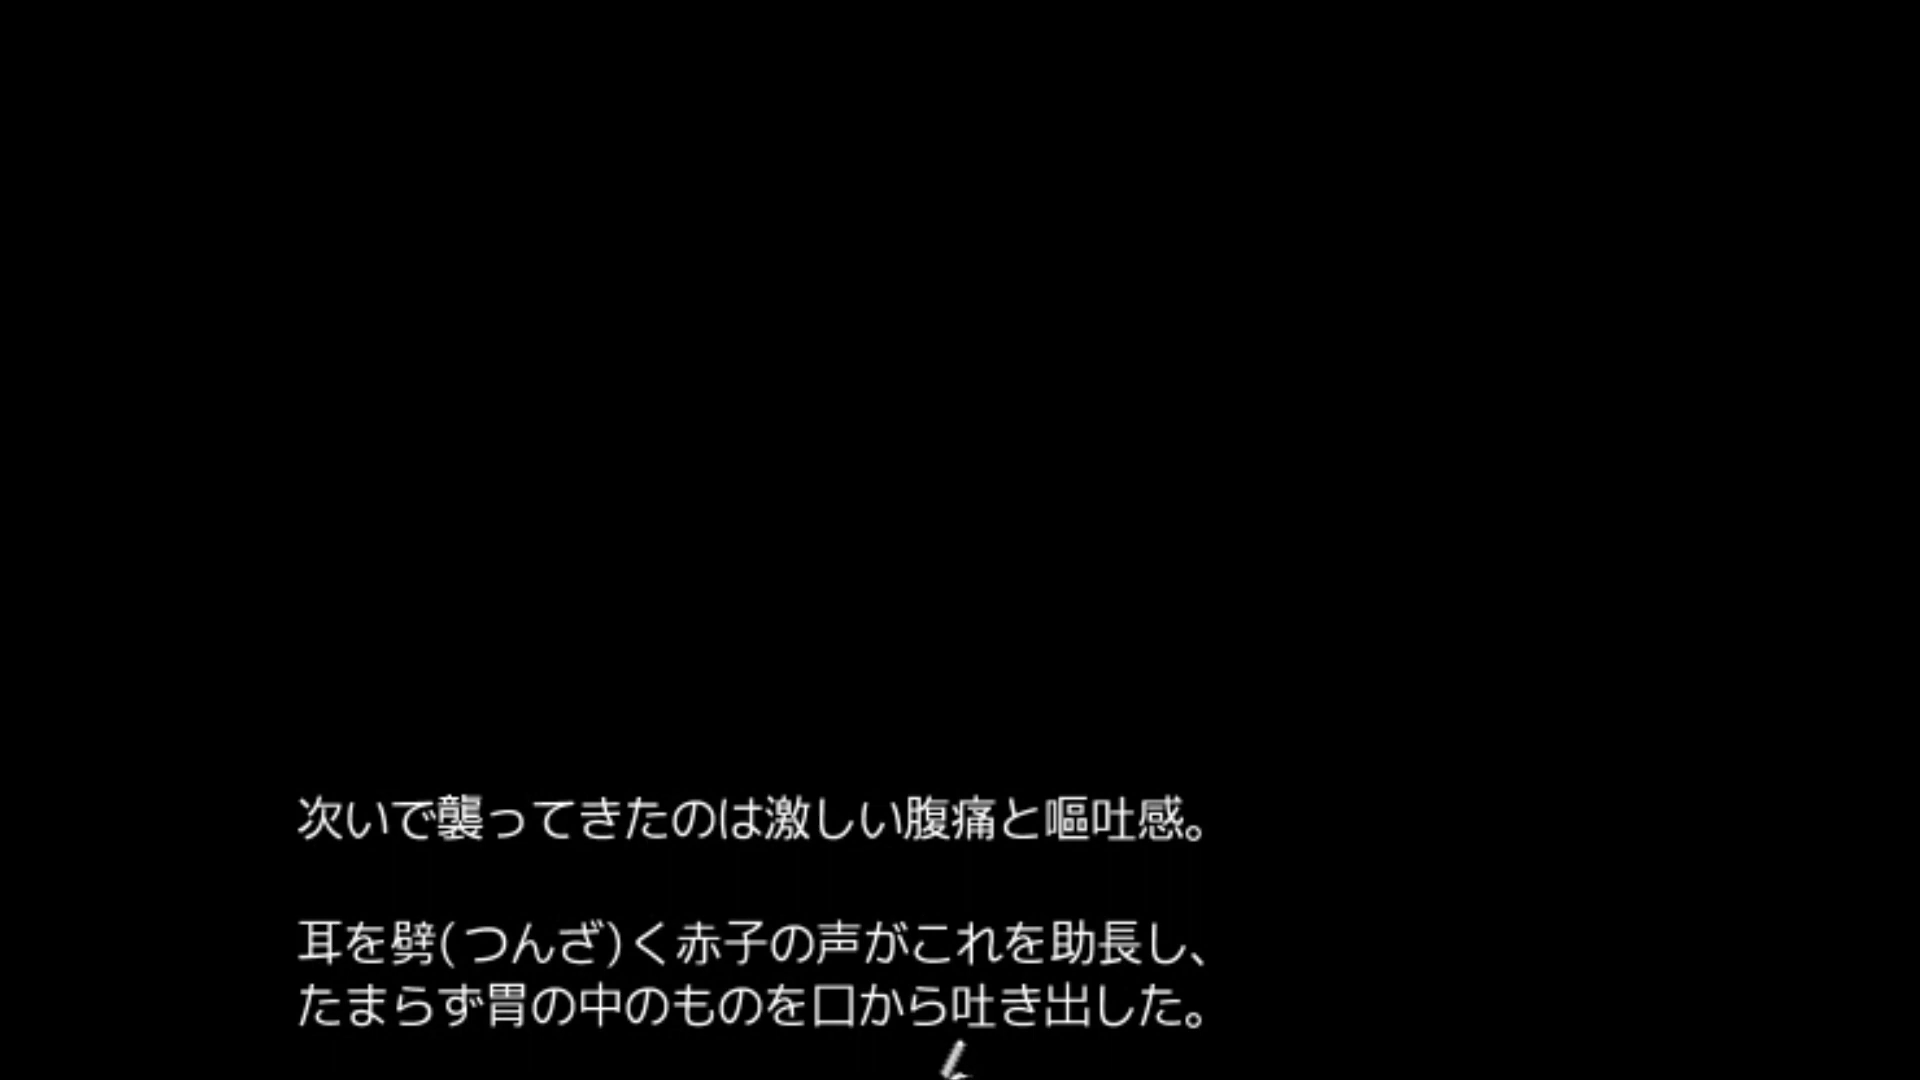 次いで襲ってきたのは激しい腹痛と嘔吐感。
耳を劈(つんざ)く赤子の声がこれを助長し、
たまらず胃の中のものを口から吐き出した。